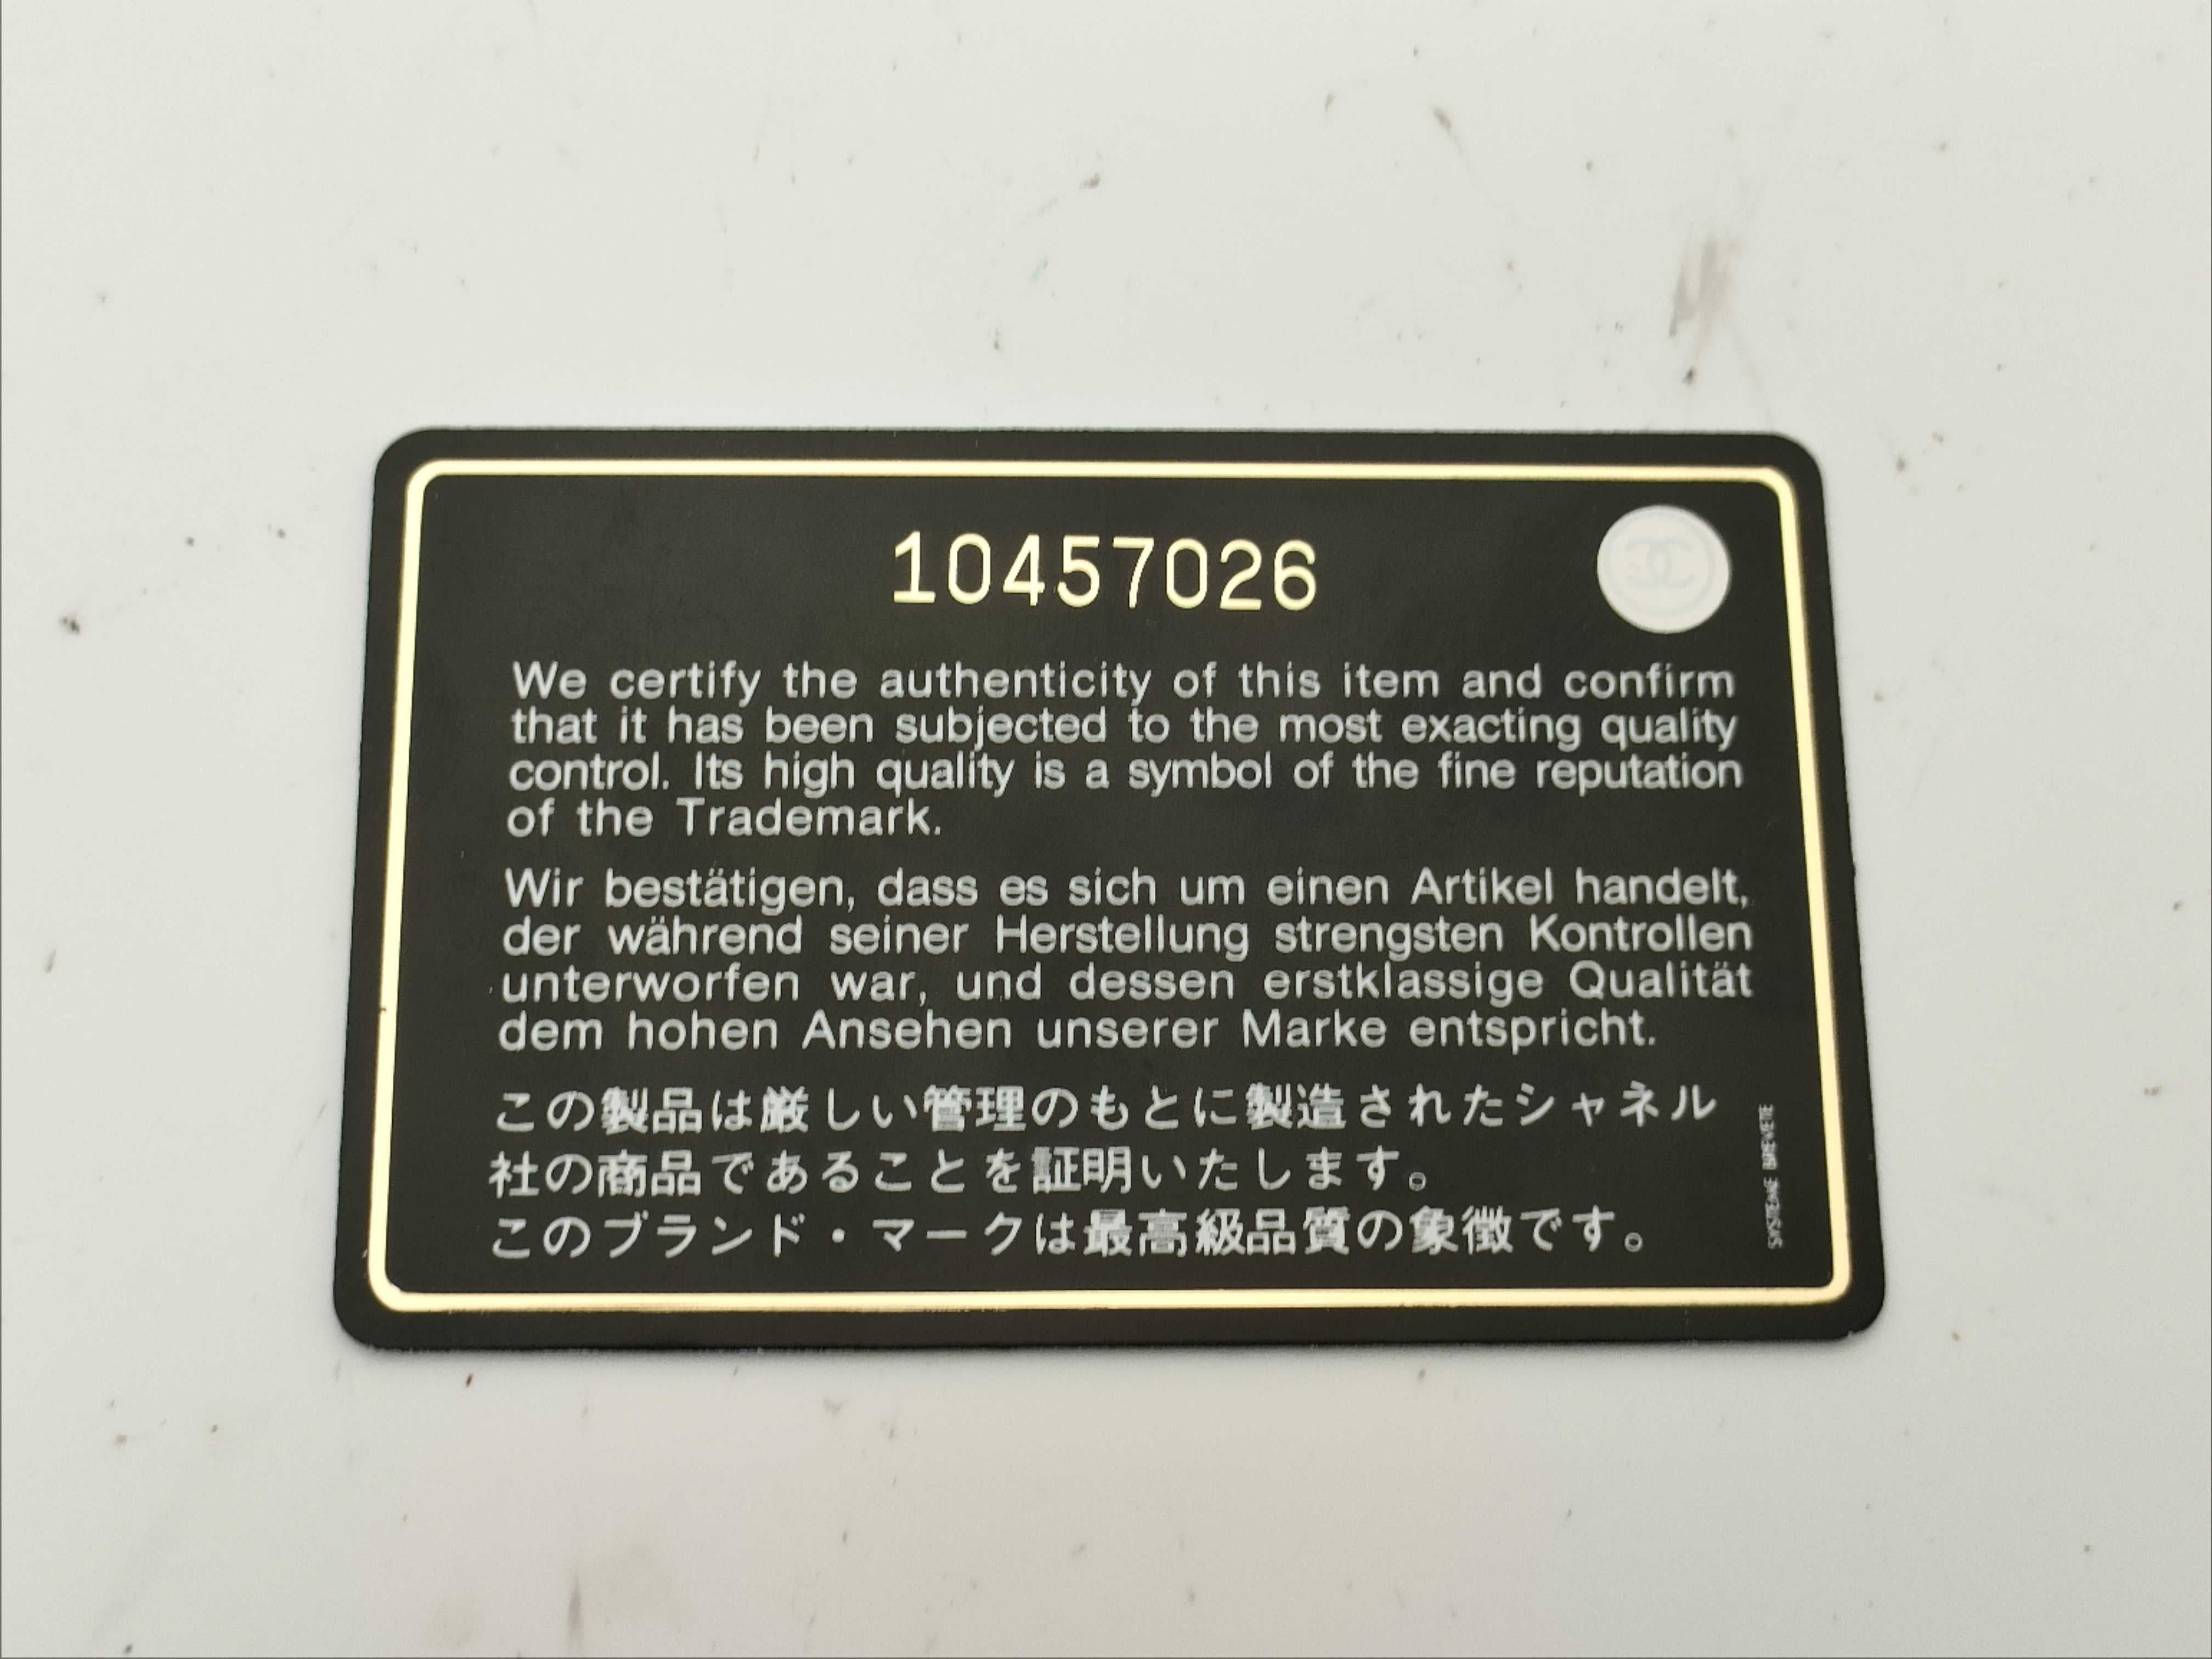 10457026
We certify the authenticity of this item and confirm
that it has been subjected to the most exacting quality
control. Its high quality is a symbol of the fine reputation
of the Trademark.
Wir bestätigen, dass es sich um einen Artikel handelt,
der während seiner Herstellung strengsten Kontrollen
unterworfen war, und dessen erstklassige Qualität
dem hohen Ansehen unserer Marke entspricht.
この製品は厳しい管理のもとに製造されたシャネル
社の商品であることを証明いたします。
このブランド・マークは最高級品質の象徴です。
SYSTEME BREVETE